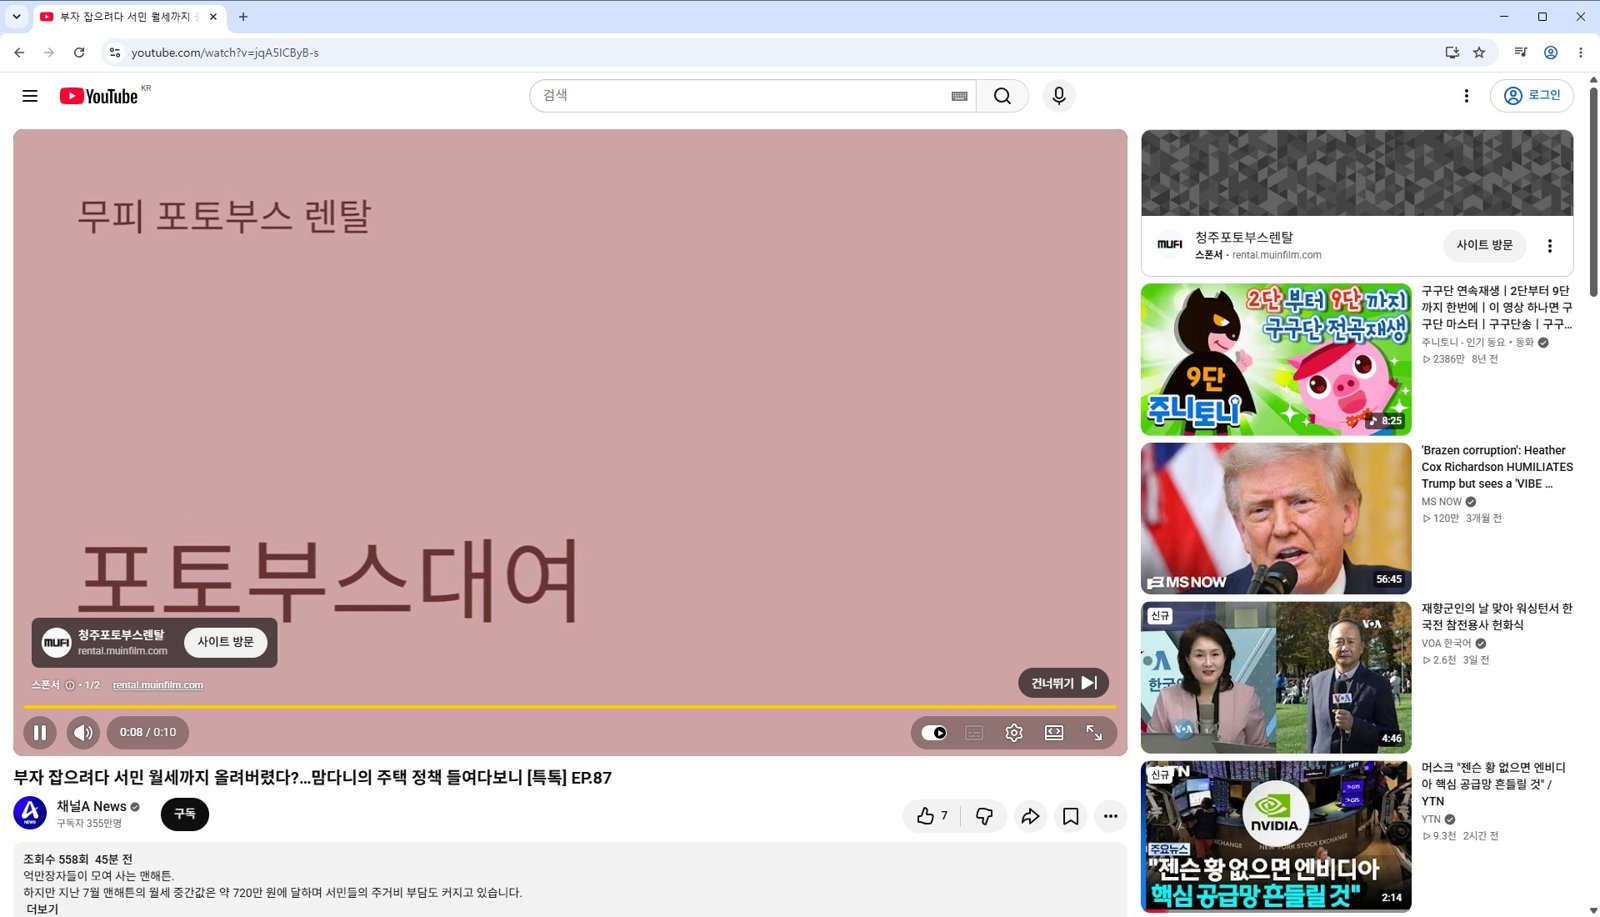 부자 잡으려다 서민 월세까지
youtube.com/watch?v=jqA5ICByB-s
YouTube KR
검색
로그인
무피 포토부스 렌탈
포토부스대여
MUFI
청주포토부스렌탈
rental.muinfilm.com
사이트 방문
스폰서 · 1/2 rental.muinfilm.com
건너뛰기
0:08 / 0:10
부자 잡으려다 서민 월세까지 올려버렸다?...맘다니의 주택 정책 들여다보니 [특톡] EP.87
채널A News
구독자 355만명
구독
7
조회수 558회 45분 전
억만장자들이 모여 사는 맨해튼.
하지만 지난 7월 맨해튼의 월세 중간값은 약 720만 원에 달하며 서민들의 주거비 부담도 커지고 있습니다.
더보기
MUFI
청주포토부스렌탈
스폰서 · rental.muinfilm.com
사이트 방문
2단 부터 9단 까지
구구단 전곡재생
9단
주니토니
8:25
구구단 연속재생 | 2단부터 9단
까지 한번에 | 이 영상 하나면 구
구단 마스터 | 구구단송 | 구구...
주니토니 - 인기 동요・동화
2386만 8년 전
MS NOW
56:45
'Brazen corruption': Heather
Cox Richardson HUMILIATES
Trump but sees a 'VIBE ...
MS NOW
120만 3개월 전
신규
VOA
한국어
VOA
VOA
4:46
재향군인의 날 맞아 워싱턴서 한
국전 참전용사 헌화식
VOA 한국어
2.6천 3일 전
신규
NVIDIA.
NEW YORK STOCK EXCHANGE
주요뉴스
"젠슨 황 없으면 엔비디아
핵심 공급망 흔들릴 것"
2:14
머스크 "젠슨 황 없으면 엔비디
아 핵심 공급망 흔들릴 것" /
YTN
YTN
9.3천 2시간 전